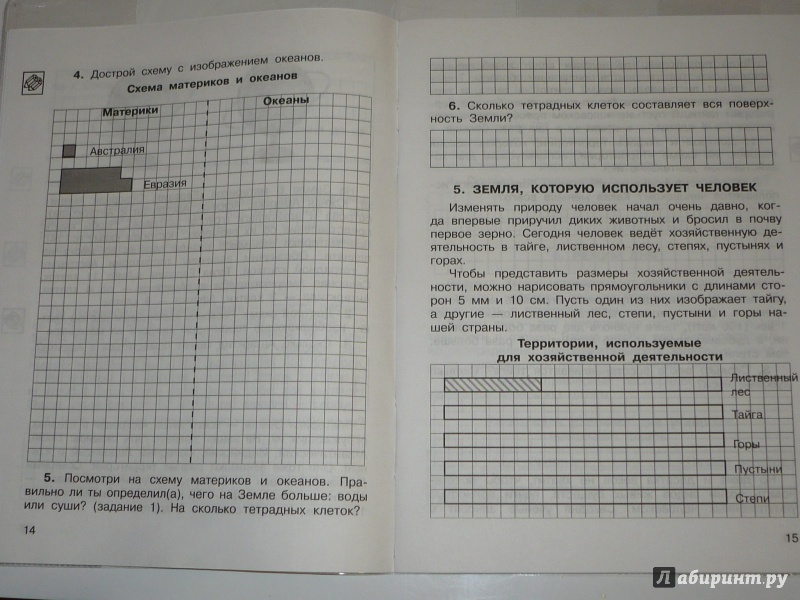 4. Дострой схему с изображением океанов.
Схема материков и океанов
Материки
Океаны
Австралия
Евразия
5. Посмотри на схему материков и океанов. Пра-
вильно ли ты определил(а), чего на Земле больше: воды
или суши? (задание 1). На сколько тетрадных клеток?
14
6. Сколько тетрадных клеток составляет вся поверх-
ность Земли?
5. ЗЕМЛЯ, КОТОРУЮ ИСПОЛЬЗУЕТ ЧЕЛОВЕК
Изменять природу человек начал очень давно, ког-
да впервые приручил диких животных и бросил в почву
первое зерно. Сегодня человек ведёт хозяйственную де-
ятельность в тайге, лиственном лесу, степях, пустынях и
горах.
Чтобы представить размеры хозяйственной деятель-
ности, можно нарисовать прямоугольники с длинами сто-
рон 5 мм и 10 см. Пусть один из них изображает тайгу,
а другие — лиственный лес, степи, пустыни и горы на-
шей страны.
Территории, используемые
для хозяйственной деятельности
Лиственный
лес
Тайга
Горы
Пустыни
Степи
15
Лабиринт.ру